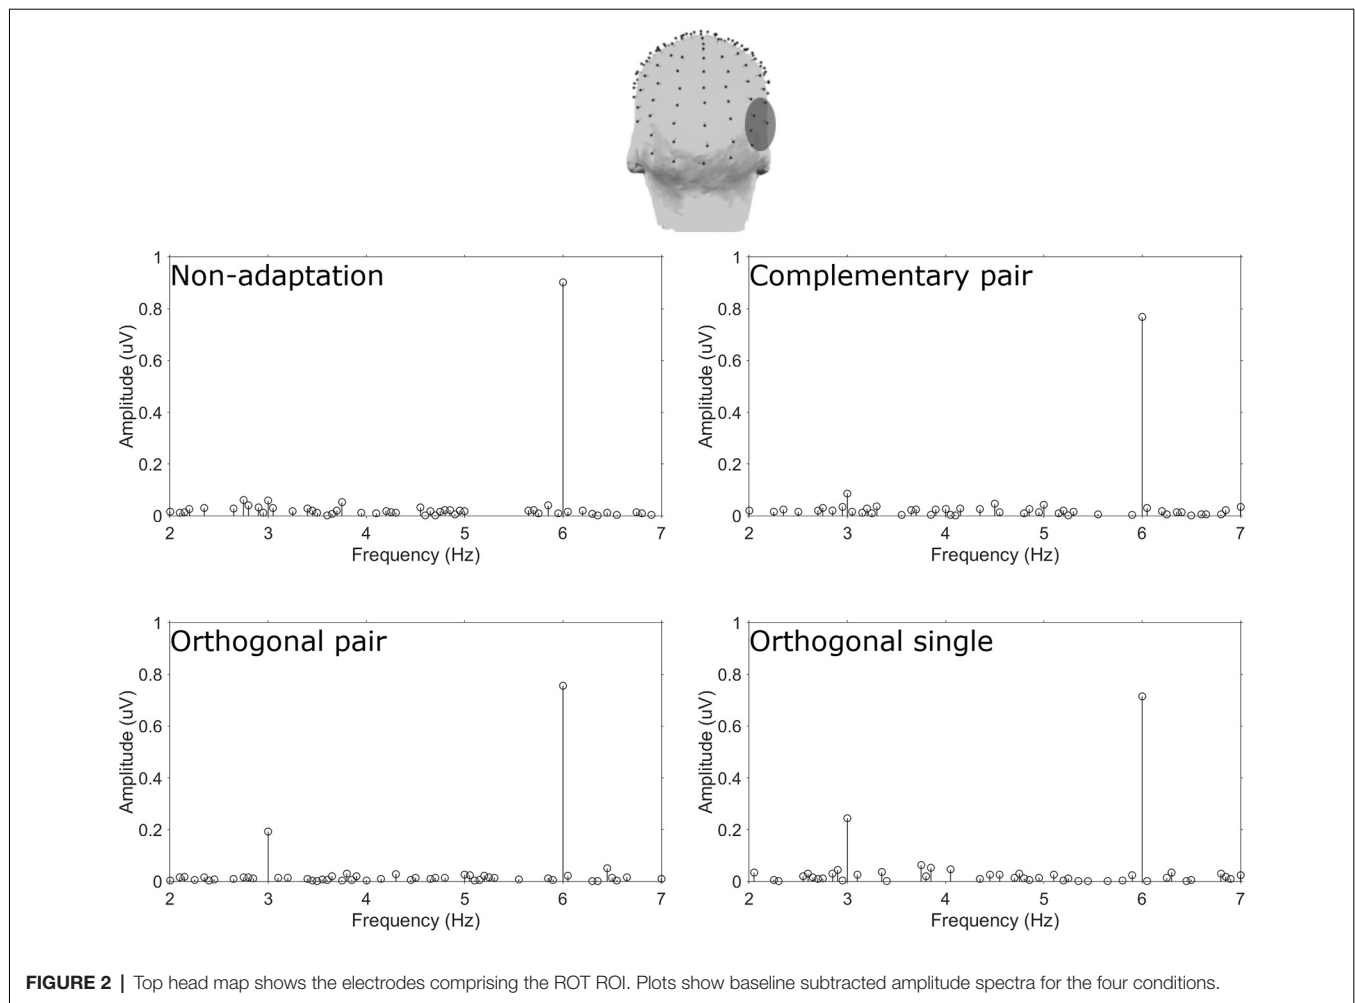 Non-adaptation
1
0.8
0.6
0.4
0.2
0
Amplitude (uV)
2 3 4 5 6 7
Frequency (Hz)
Complementary pair
1
0.8
0.6
0.4
0.2
0
Amplitude (uV)
2 3 4 5 6 7
Frequency (Hz)
Orthogonal pair
1
0.8
0.6
0.4
0.2
0
Amplitude (uV)
2 3 4 5 6 7
Frequency (Hz)
Orthogonal single
1
0.8
0.6
0.4
0.2
0
Amplitude (uV)
2 3 4 5 6 7
Frequency (Hz)
FIGURE 2 | Top head map shows the electrodes comprising the ROT ROI. Plots show baseline subtracted amplitude spectra for the four conditions.